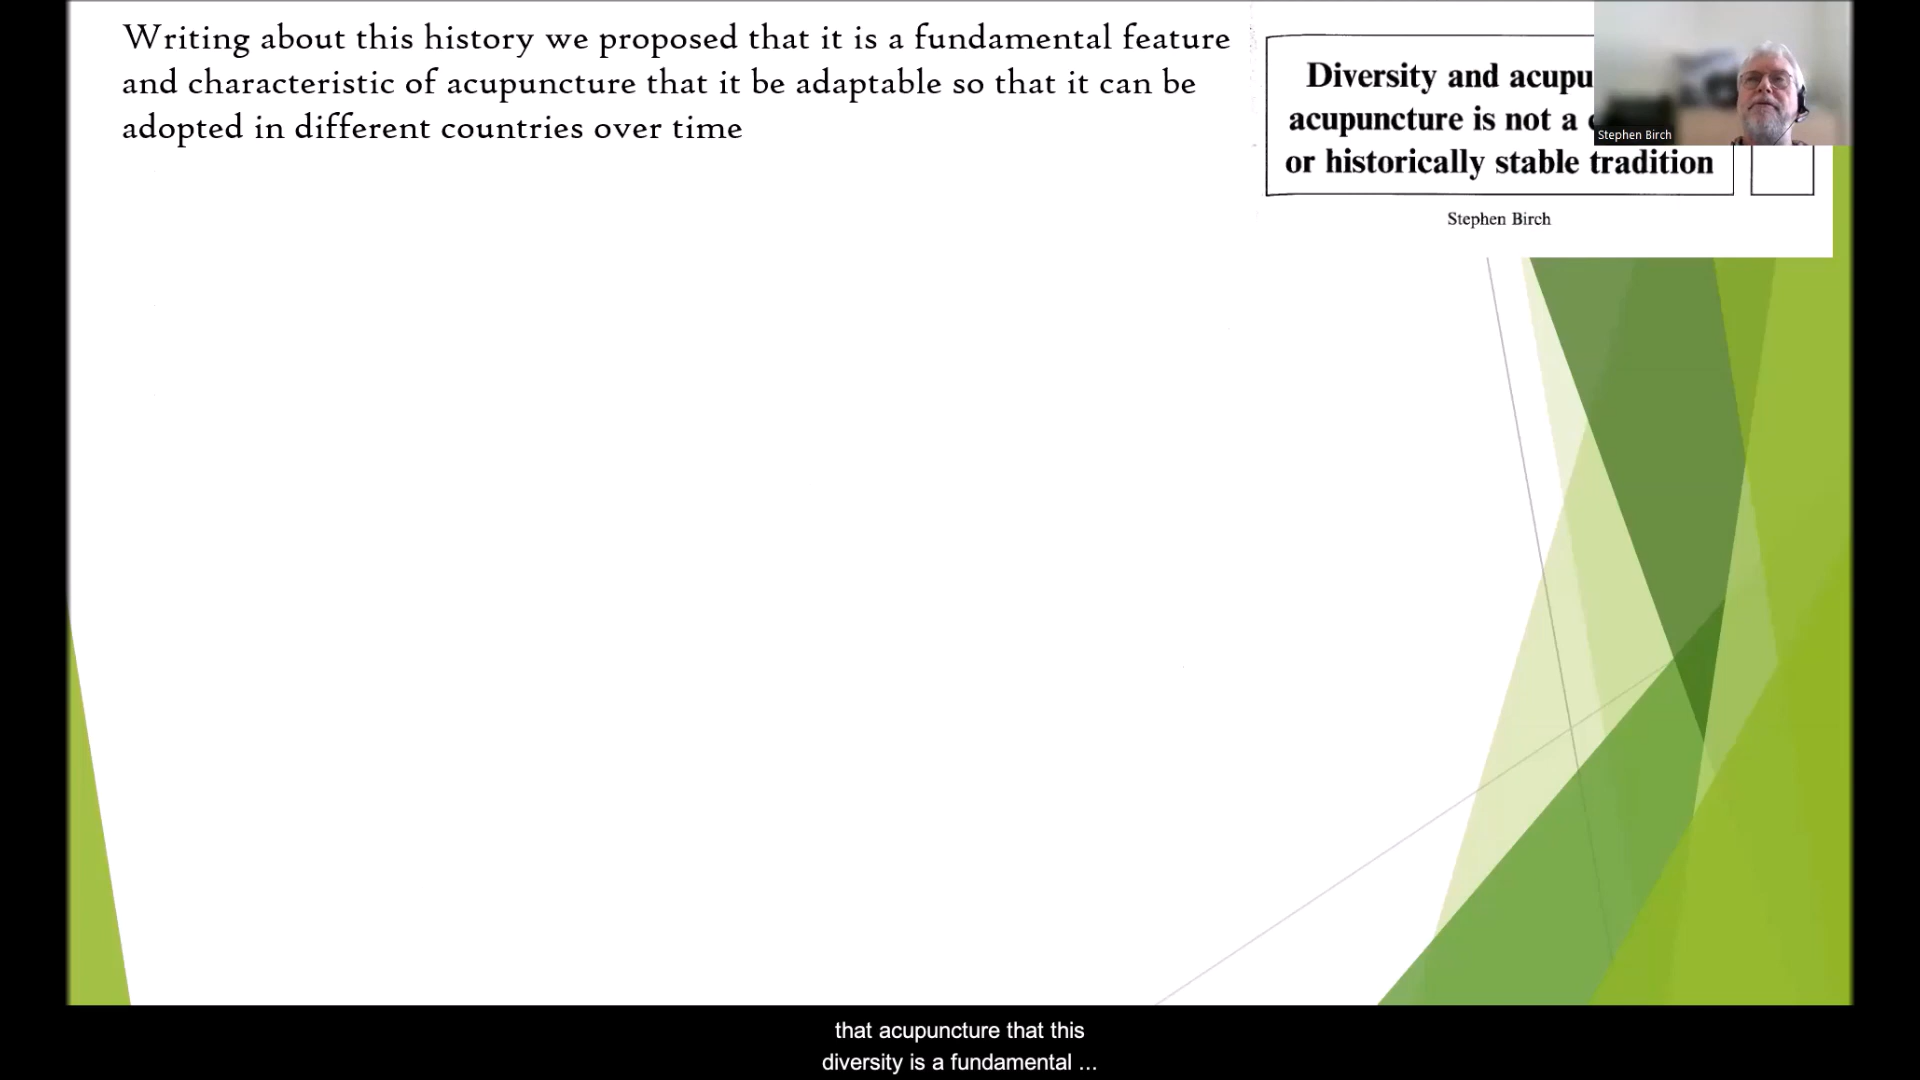 Writing about this history we proposed that it is a fundamental feature
and characteristic of acupuncture that it be adaptable so that it can be
adopted in different countries over time
Diversity and acupu
acupuncture is not a
or historically stable tradition
Stephen Birch
Stephen Birch
that acupuncture that this
diversity is a fundamental ...